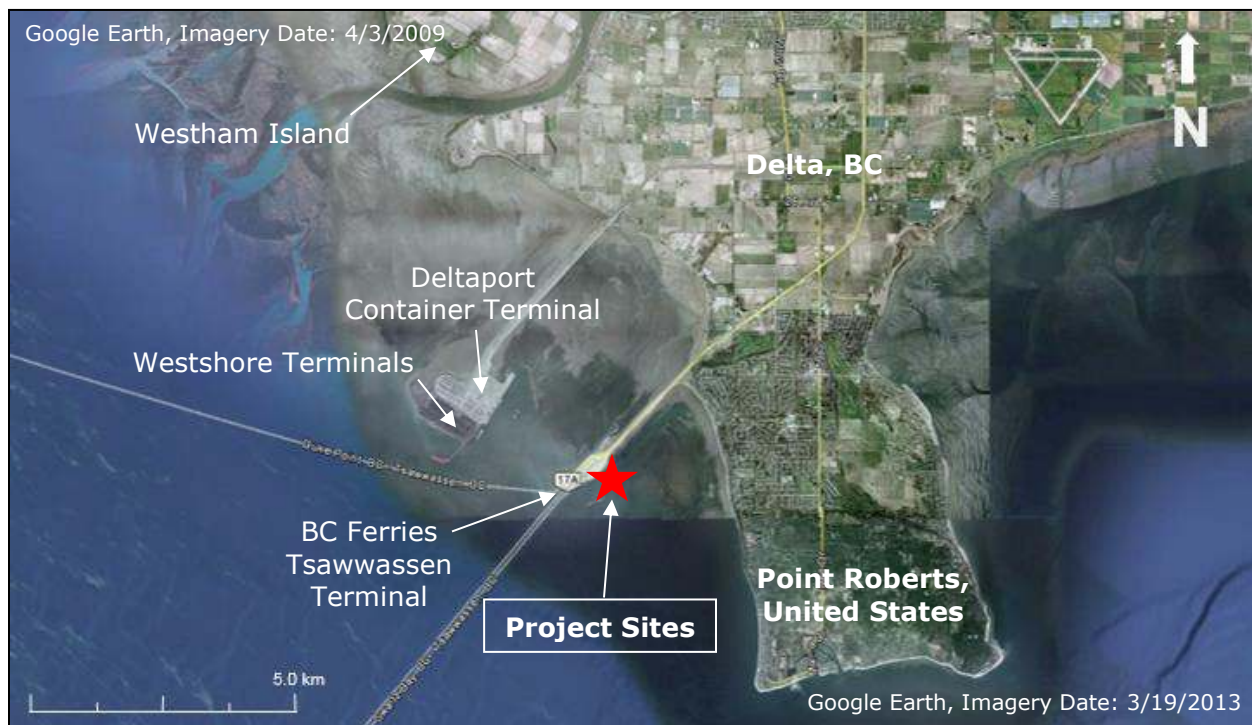 Google Earth, Imagery Date: 4/3/2009
Westham Island
N
Delta, BC
Deltaport
Container Terminal
Westshore Terminals
17A
BC Ferries
Tsawwassen
Terminal
Project Sites
Point Roberts,
United States
5.0 km
Google Earth, Imagery Date: 3/19/2013